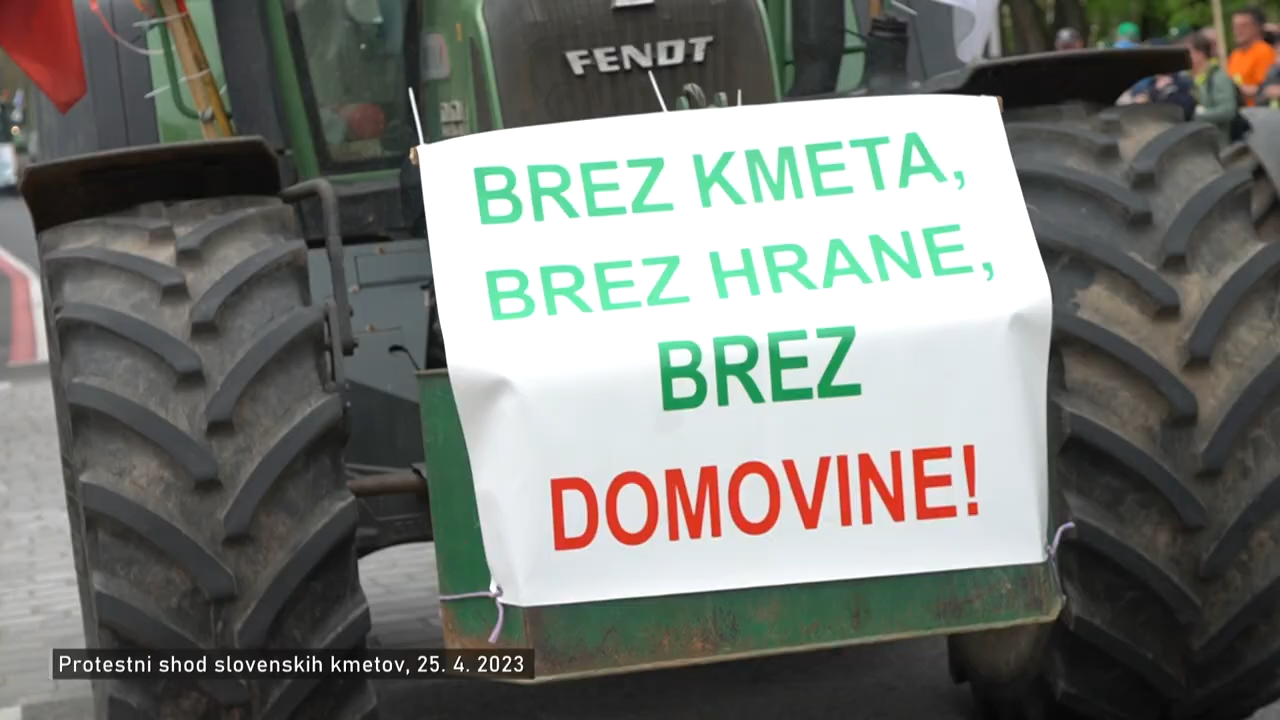 FENDT
BREZ KMETA,
BREZ HRANE,
BREZ
DOMOVINE!
Protestni shod slovenskih kmetov, 25. 4. 2023